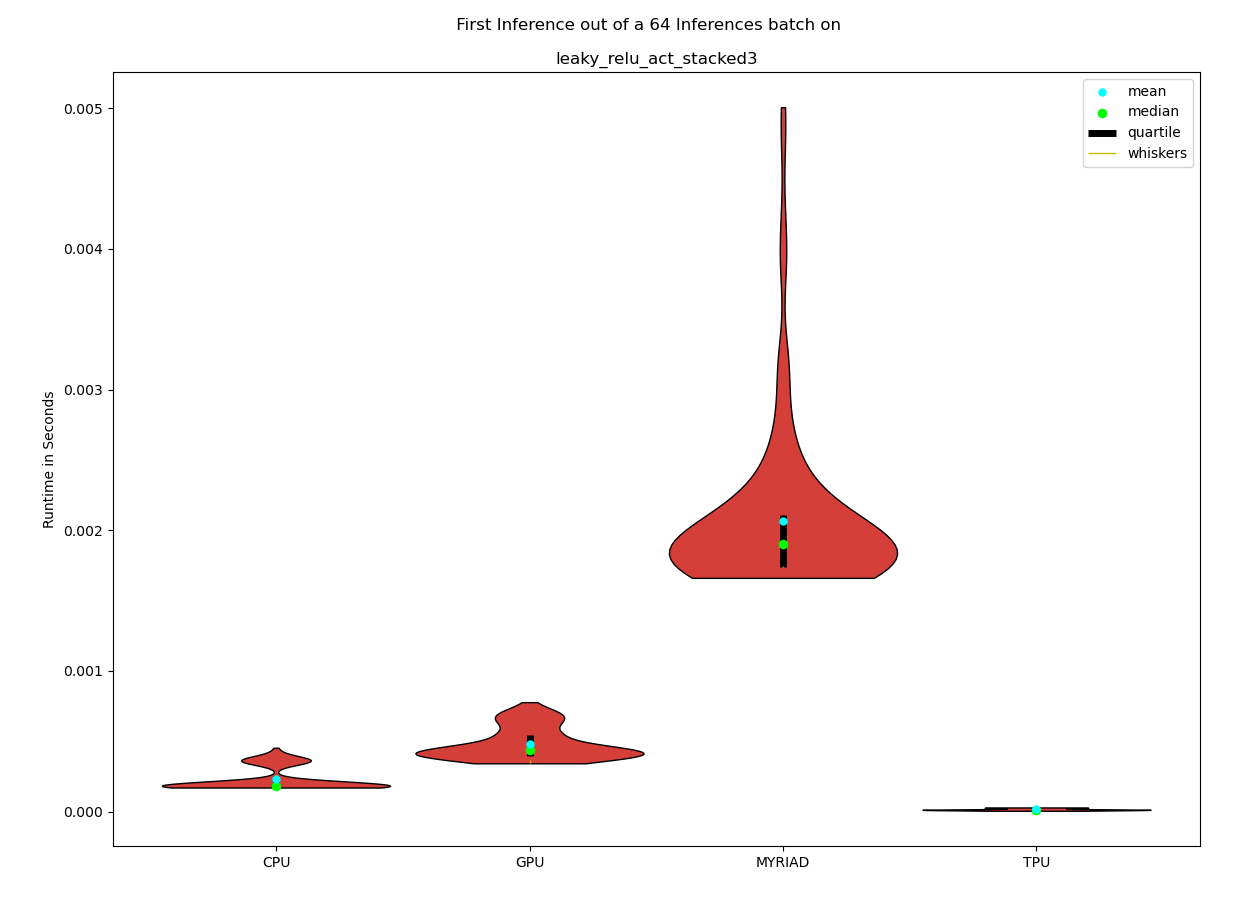 First Inference out of a 64 Inferences batch on
leaky_relu_act_stacked3
mean
median
quartile
whiskers
0.005
0.004
0.003
0.002
0.001
0.000
Runtime in Seconds
CPU GPU MYRIAD TPU